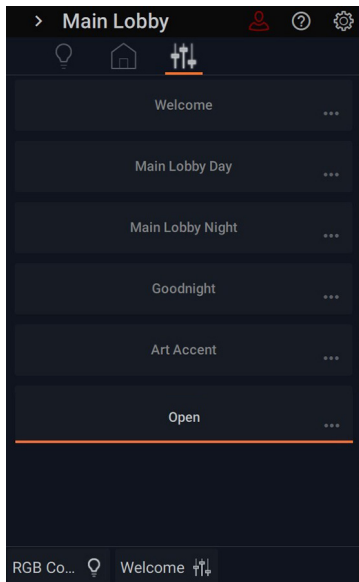 Main Lobby
Welcome
Main Lobby Day
Main Lobby Night
Goodnight
Art Accent
Open
RGB Co... Welcome